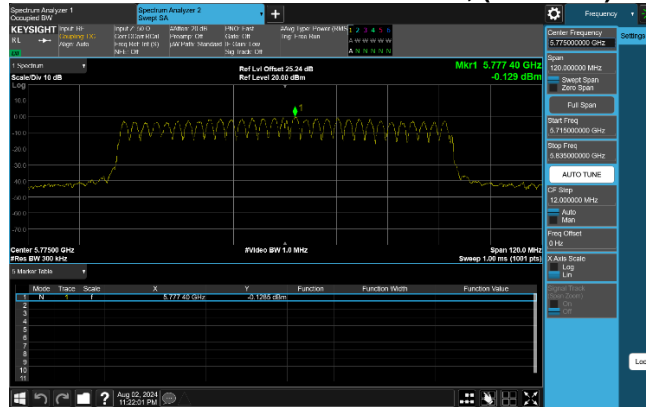 Spectrum Analyzer 1
Occupied BW
Spectrum Analyzer 2
Swept SA
+
Frequency
KEYSIGHT
RL
Input: RF
Coupling: DC
Align: Auto
Input Z: 50 Ω
Corr CCorr RCal
Freq Ref: Int (S)
NFE: Off
Atten: 20 dB
Preamp: Off
µW Path: Standard
PNO: Fast
Gate: Off
IF Gain: Low
Sig Track: Off
Avg Type: Power (RMS)
Trig: Free Run
1 2 3 4 5 6
A W W W W W
A N N N N N
Center Frequency
5.775000000 GHz
Settings
Span
120.000000 MHz
Swept Span
Zero Span
Full Span
Start Freq
5.715000000 GHz
Stop Freq
5.835000000 GHz
AUTO TUNE
CF Step
12.000000 MHz
Auto
Man
Freq Offset
0 Hz
X Axis Scale
Log
Lin
Signal Track
(Span Zoom)
On
Off
1 Spectrum
Scale/Div 10 dB
Log
Ref Lvl Offset 25.24 dB
Ref Level 20.00 dBm
Mkr1 5.777 40 GHz
-0.129 dBm
10.0
0.00
-10.0
-20.0
-30.0
-40.0
-50.0
-60.0
-70.0
1
Center 5.77500 GHz
#Res BW 300 kHz
#Video BW 1.0 MHz
Span 120.0 MHz
Sweep 1.00 ms (1001 pts)
5 Marker Table
Mode Trace Scale X Y Function Function Width Function Value
1 N 1 f 5.777 40 GHz -0.1285 dBm
2
3
4
5
6
7
8
9
10
11
?
Aug 02, 2024
11:22:01 PM
Loc